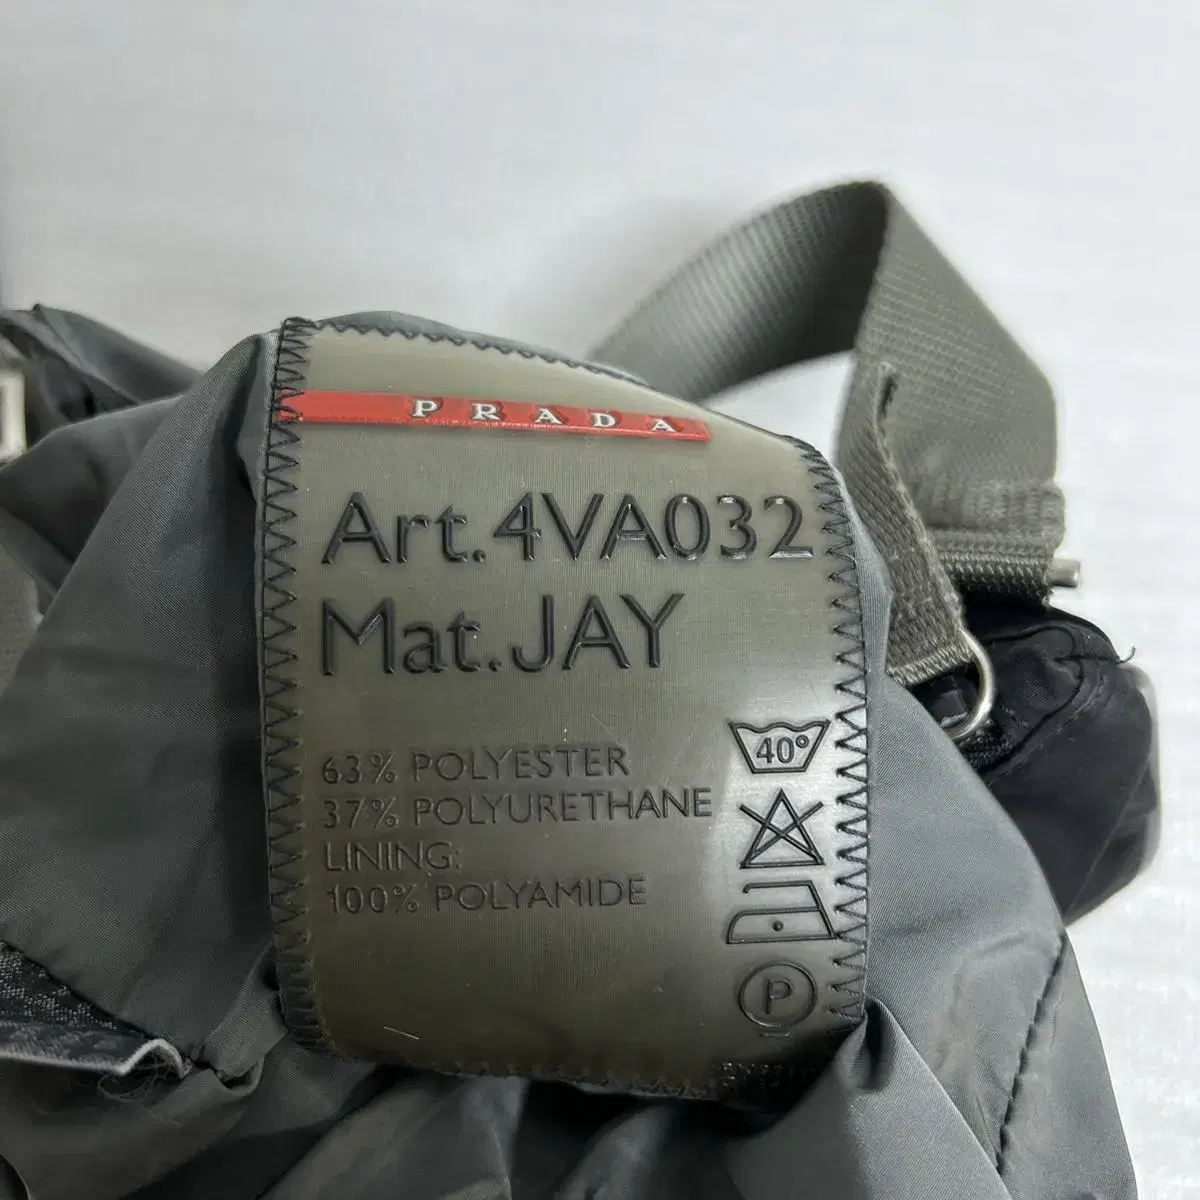 PRADA
Art.4VA032
Mat.JAY
63% POLYESTER
37% POLYURETHANE
LINING:
100% POLYAMIDE
40°
P